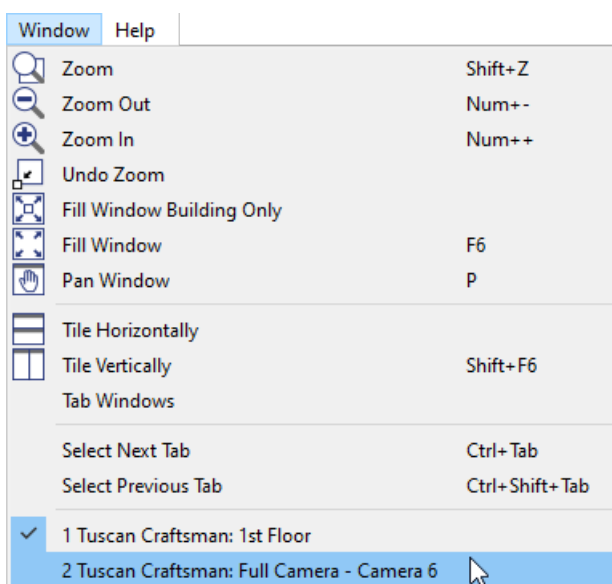 Window Help
Zoom Shift+Z
Zoom Out Num+-
Zoom In Num++
Undo Zoom
Fill Window Building Only
Fill Window F6
Pan Window P
Tile Horizontally
Tile Vertically Shift+F6
Tab Windows
Select Next Tab Ctrl+Tab
Select Previous Tab Ctrl+Shift+Tab
1 Tuscan Craftsman: 1st Floor
2 Tuscan Craftsman: Full Camera - Camera 6